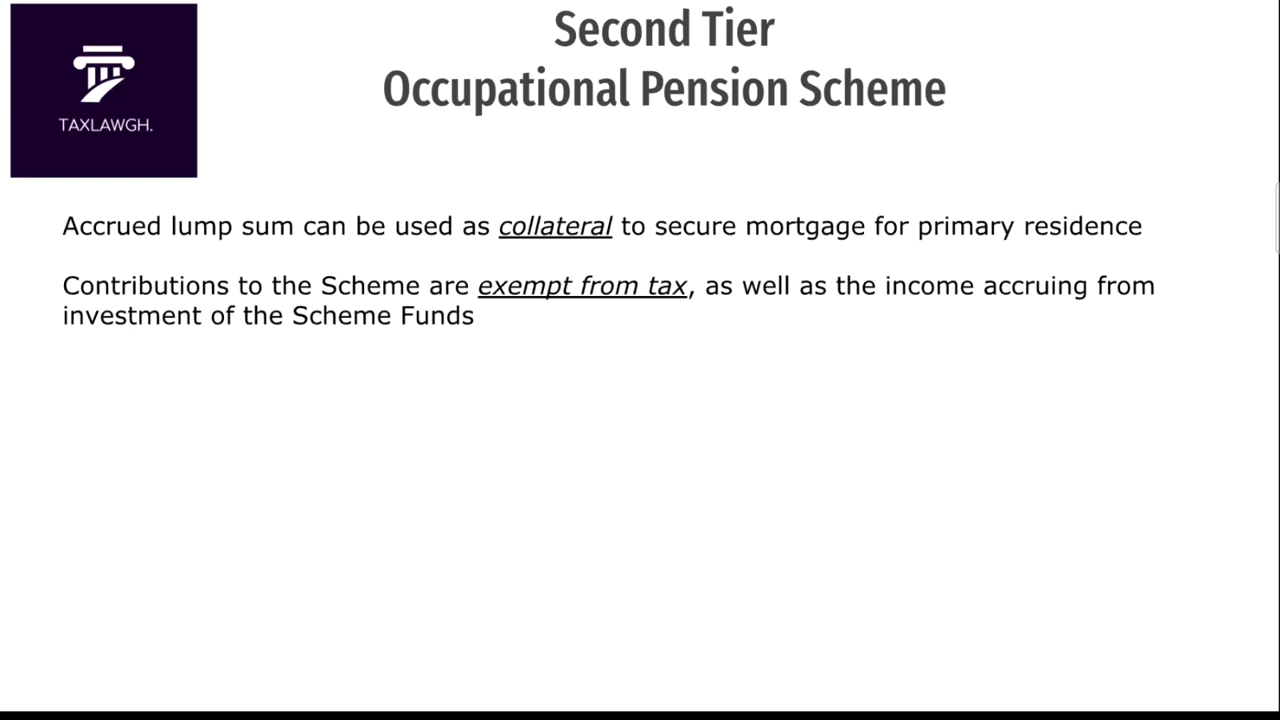 TAXLAWGH.
Second Tier
Occupational Pension Scheme
Accrued lump sum can be used as collateral to secure mortgage for primary residence
Contributions to the Scheme are exempt from tax, as well as the income accruing from
investment of the Scheme Funds